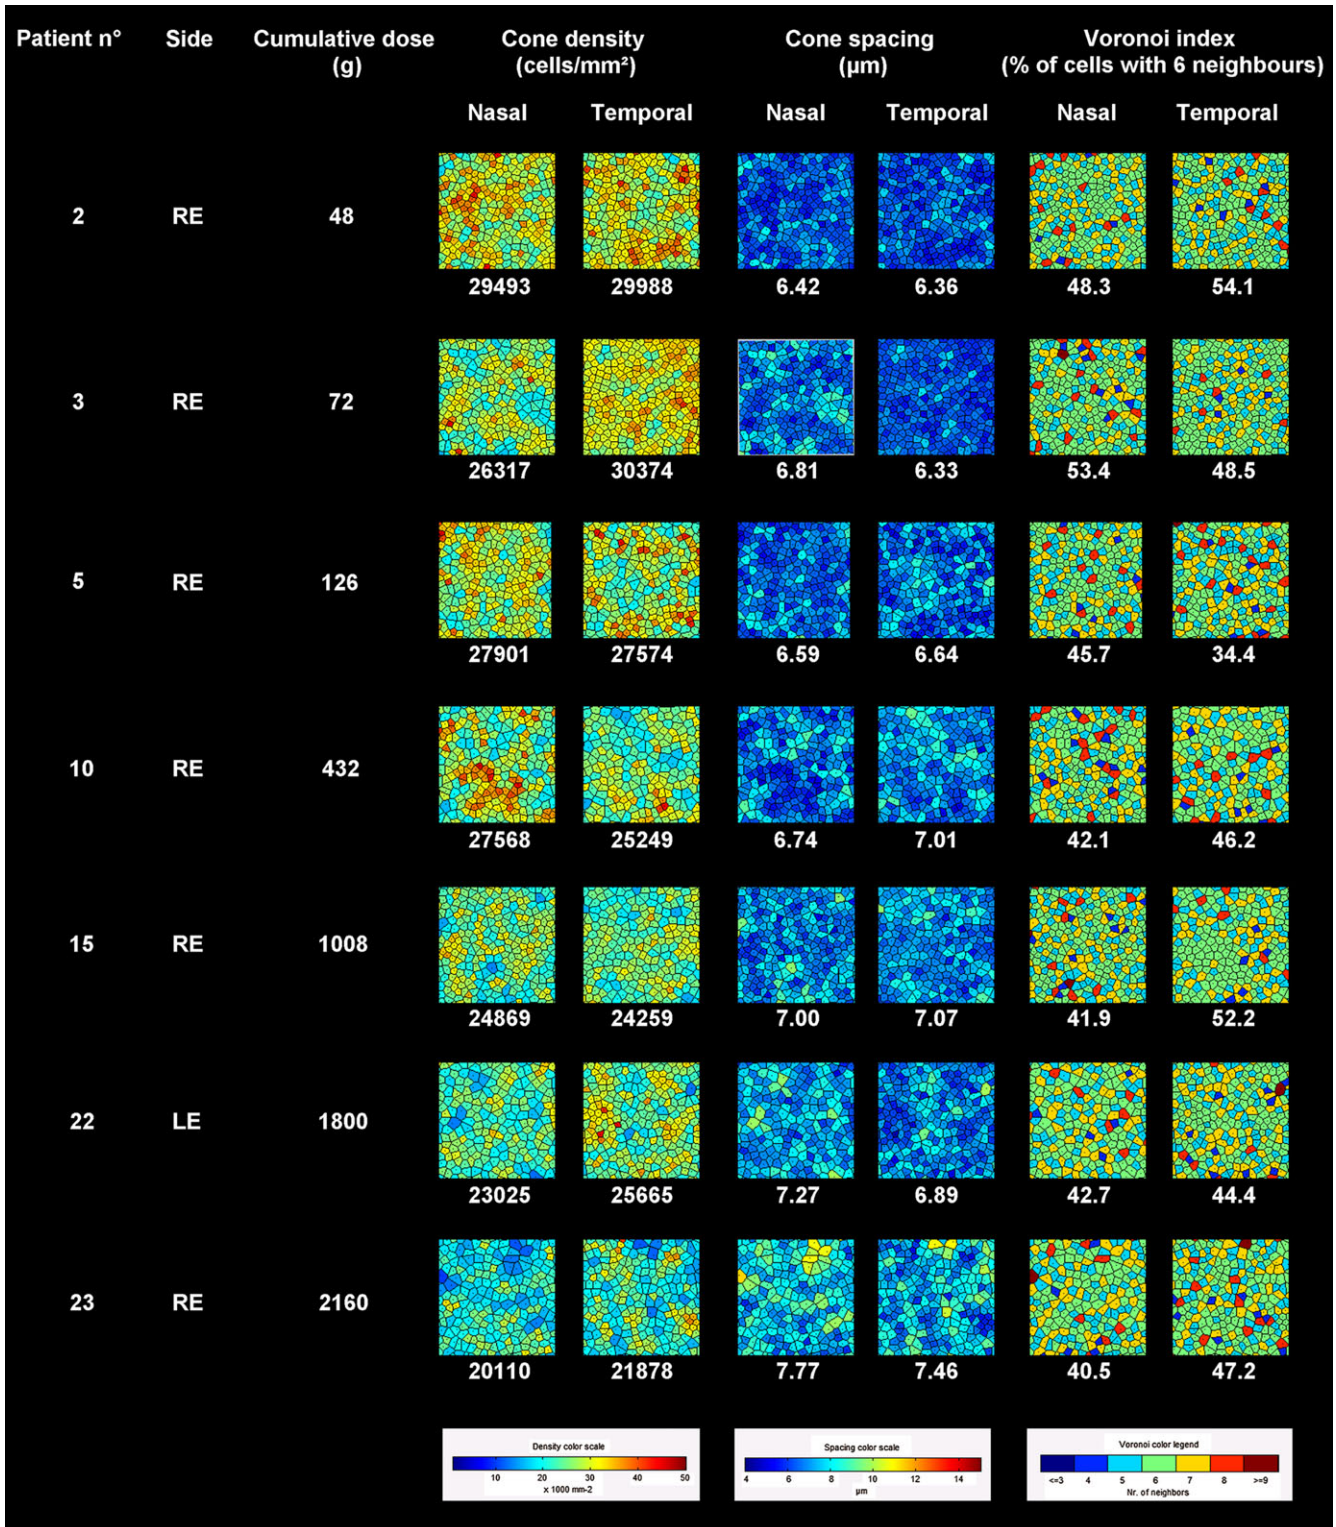 Patient n° Side Cumulative dose Cone density Cone spacing Voronoi index
(g) (cells/mm²) (µm) (% of cells with 6 neighbours)
Nasal Temporal Nasal Temporal Nasal Temporal
2 RE 48
29493 29988 6.42 6.36 48.3 54.1
3 RE 72
26317 30374 6.81 6.33 53.4 48.5
5 RE 126
27901 27574 6.59 6.64 45.7 34.4
10 RE 432
27568 25249 6.74 7.01 42.1 46.2
15 RE 1008
24869 24259 7.00 7.07 41.9 52.2
22 LE 1800
23025 25665 7.27 6.89 42.7 44.4
23 RE 2160
20110 21878 7.77 7.46 40.5 47.2
Density color scale
10 20 30 40 50
x 1000 mm-2
Spacing color scale
4 6 8 10 12 14
µm
Voronoi color legend
<=3 4 5 6 7 8 >=9
Nr. of neighbors